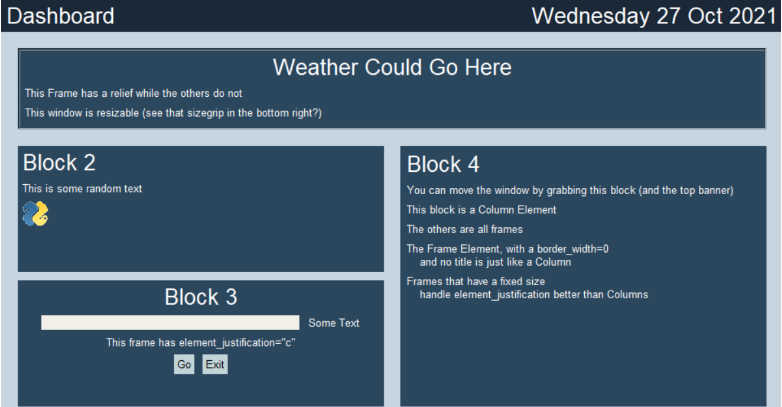 Dashboard
Wednesday 27 Oct 2021
Weather Could Go Here
This Frame has a relief while the others do not
This window is resizable (see that sizegrip in the bottom right?)
Block 2
This is some random text
Block 3
Some Text
This frame has element_justification="c"
Go Exit
Block 4
You can move the window by grabbing this block (and the top banner)
This block is a Column Element
The others are all frames
The Frame Element, with a border_width=0
and no title is just like a Column
Frames that have a fixed size
handle element_justification better than Columns